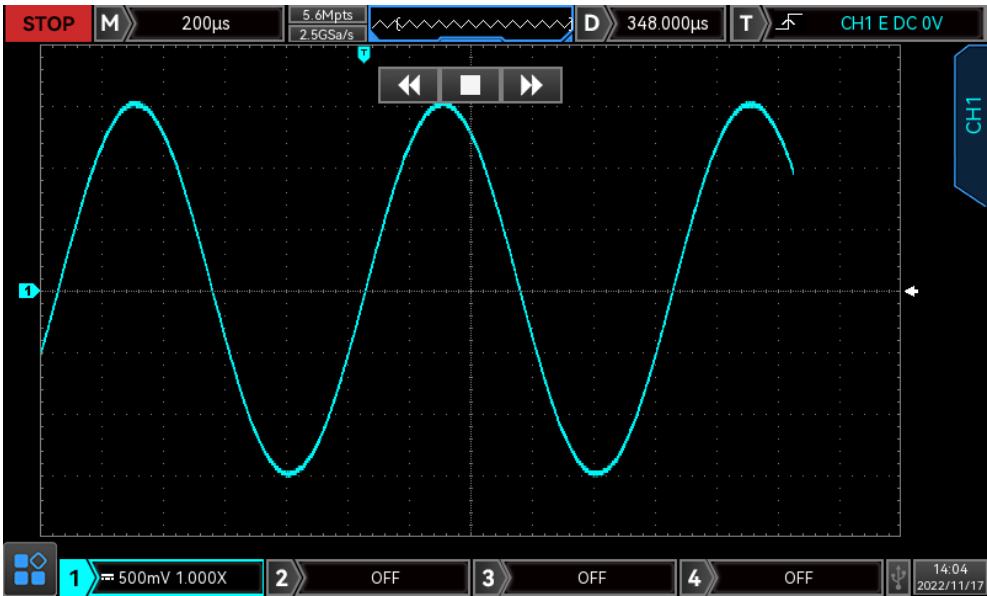 STOP M 200μs 5.6Mpts D 348.000μs T CH1 E DC 0V
2.5GSa/s
T
CH1
1
1 500mV 1.000X 2 OFF 3 OFF 4 OFF 14:04
2022/11/17